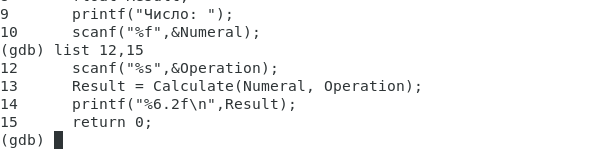 9 printf("Число: ");
10 scanf("%f",&Numeral);
(gdb) list 12,15
12 scanf("%s",&Operation);
13 Result = Calculate(Numeral, Operation);
14 printf("%6.2f\n",Result);
15 return 0;
(gdb)